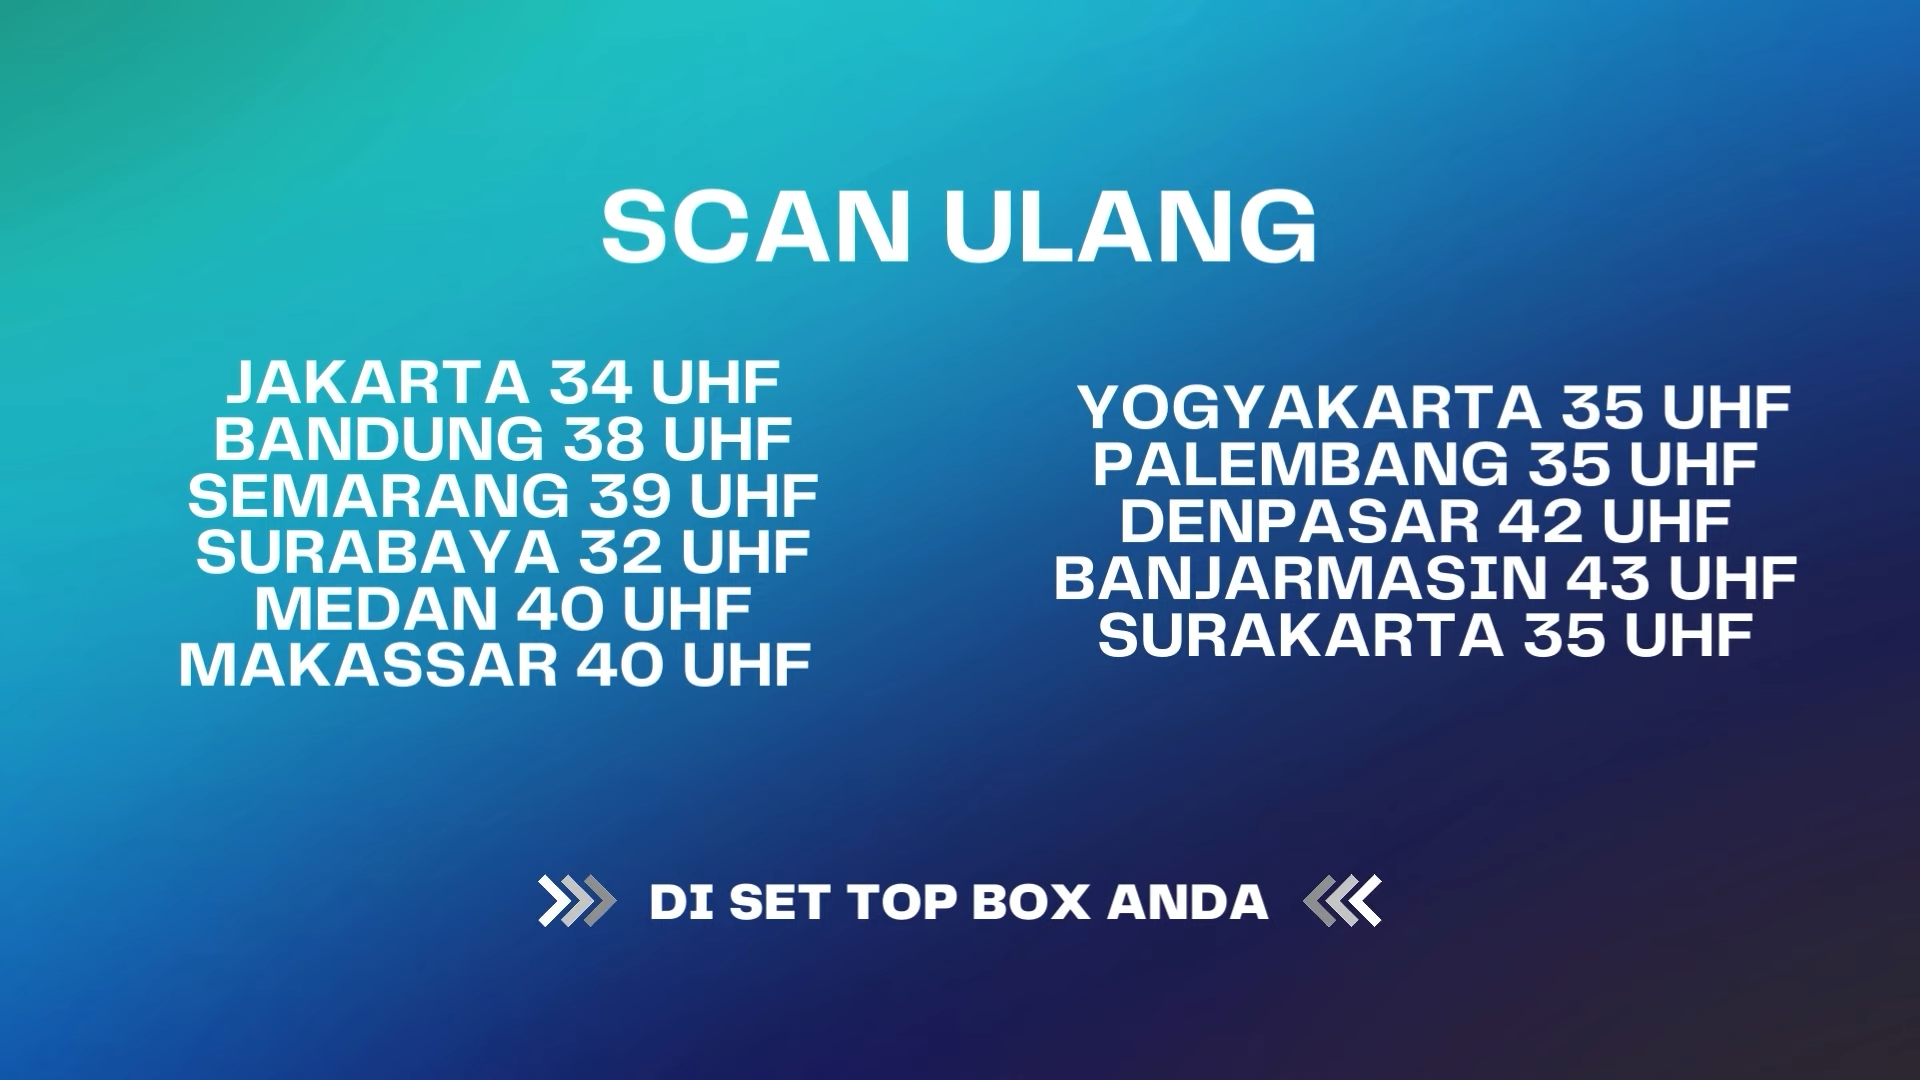 SCAN ULANG
JAKARTA 34 UHF
BANDUNG 38 UHF
SEMARANG 39 UHF
SURABAYA 32 UHF
MEDAN 40 UHF
MAKASSAR 40 UHF
YOGYAKARTA 35 UHF
PALEMBANG 35 UHF
DENPASAR 42 UHF
BANJARMASIN 43 UHF
SURAKARTA 35 UHF
DI SET TOP BOX ANDA